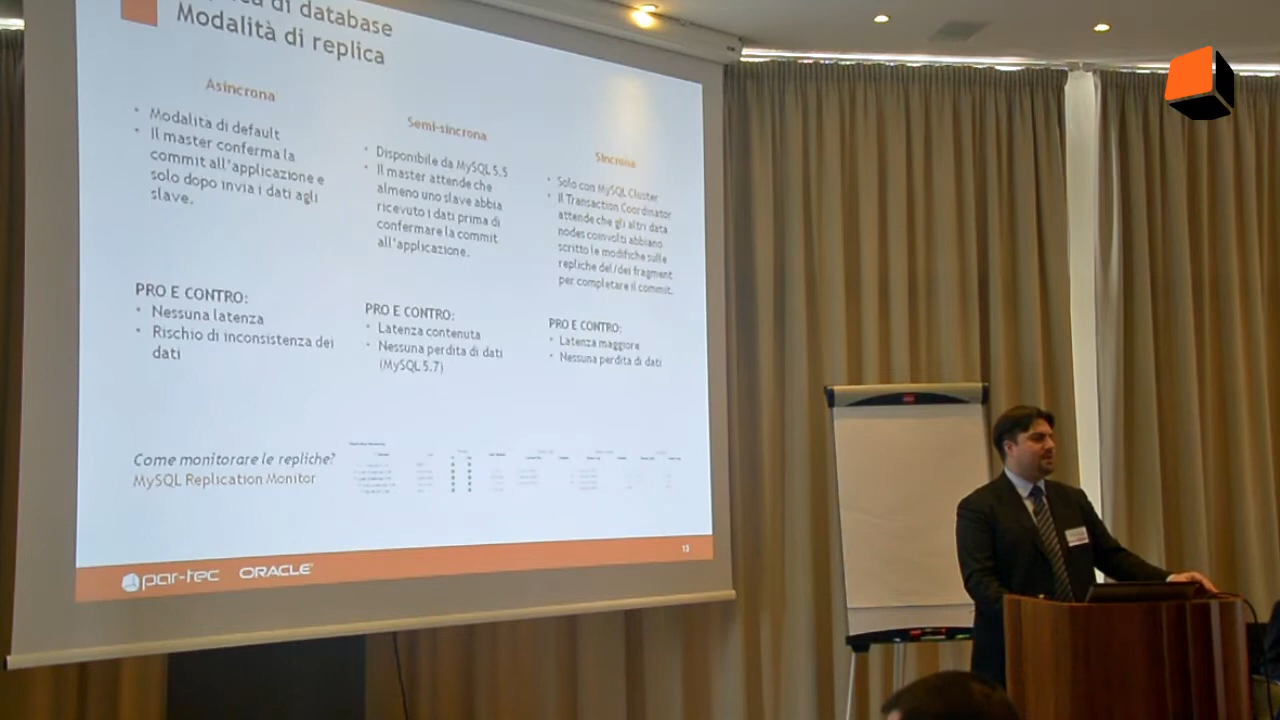 di database
Modalità di replica
Asincrona
• Modalità di default
• Il master conferma la
commit all'applicazione e
solo dopo invia i dati agli
slave.
PRO E CONTRO:
• Nessuna latenza
• Rischio di inconsistenza dei
dati
Semi-sincrona
• Disponibile da MySQL 5.5
• Il master attende che
almeno uno slave abbia
ricevuto i dati prima di
confermare la commit
all'applicazione.
PRO E CONTRO:
• Latenza contenuta
• Nessuna perdita di dati
(MySQL 5.7)
Sincrona
• Solo con MySQL Cluster
• Il Transaction Coordinator
attende che gli altri data
nodes coinvolti abbiano
scritto le modifiche sulle
repliche del/dei fragment
per completare il commit.
PRO E CONTRO:
• Latenza maggiore
• Nessuna perdita di dati
Come monitorare le repliche?
MySQL Replication Monitor
par-tec ORACLE
13